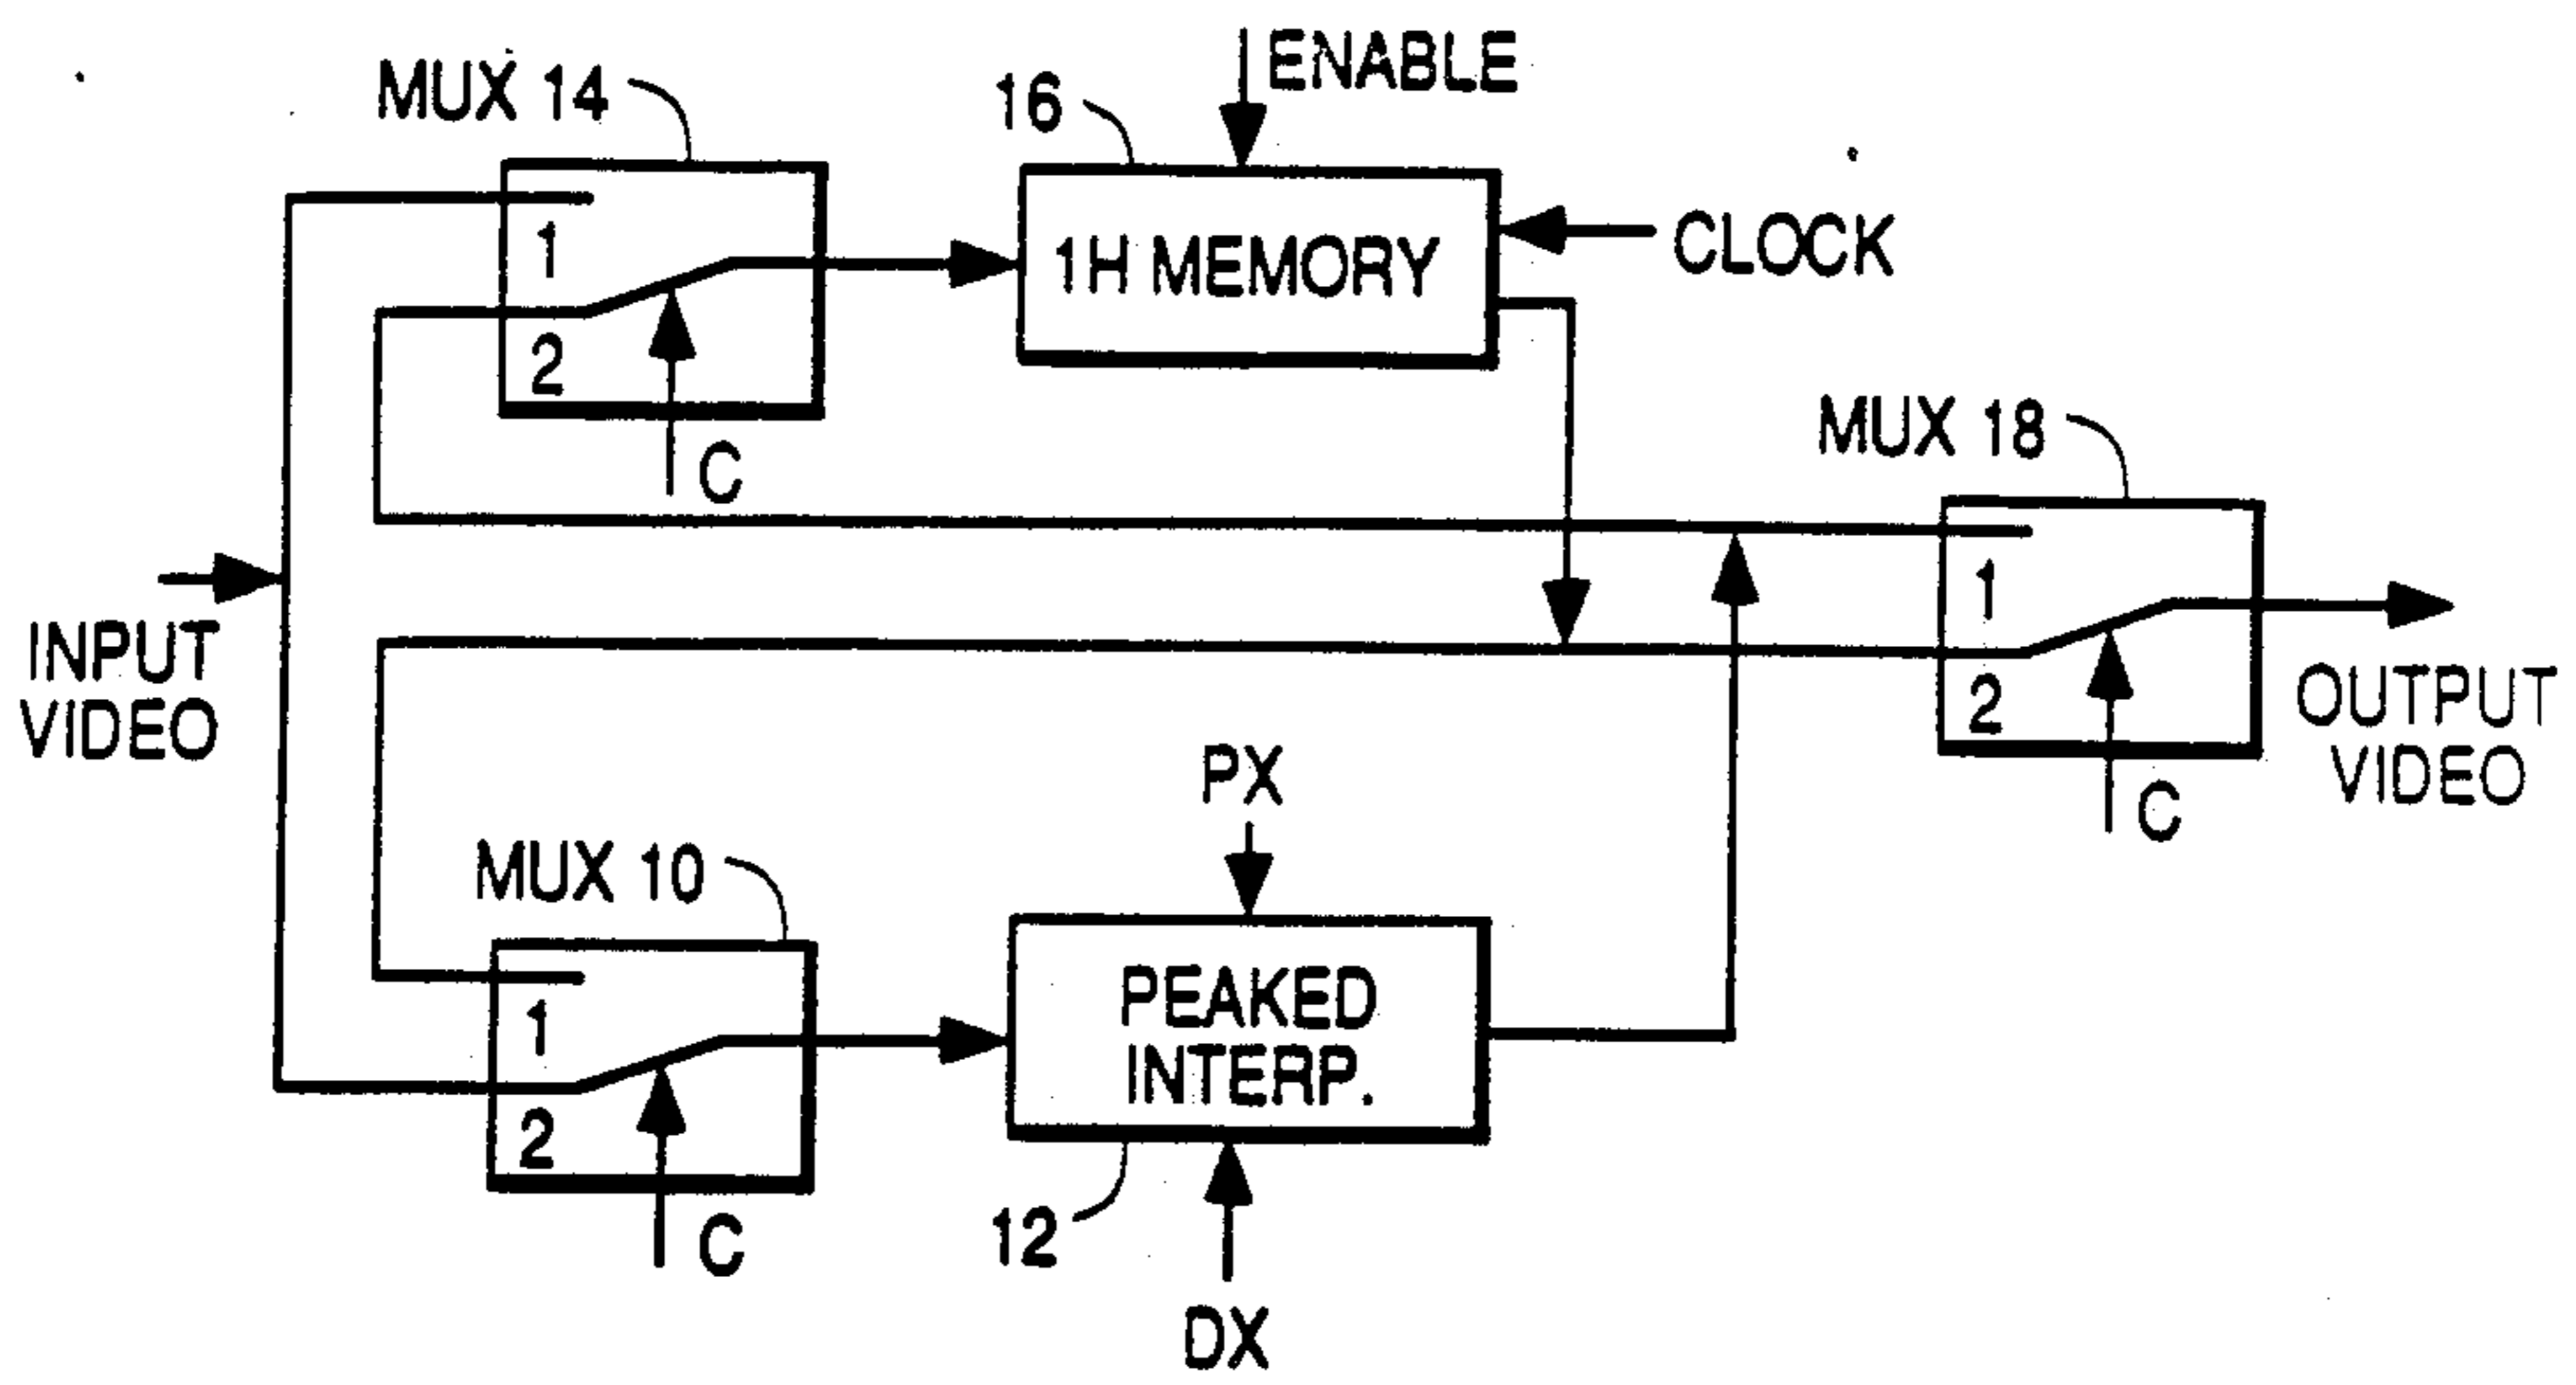 MUX 14
16
ENABLE
1
2
C
1H MEMORY
CLOCK
MUX 18
1
2
C
INPUT
VIDEO
OUTPUT
VIDEO
MUX 10
1
2
C
PX
PEAKED
INTERP.
12
DX